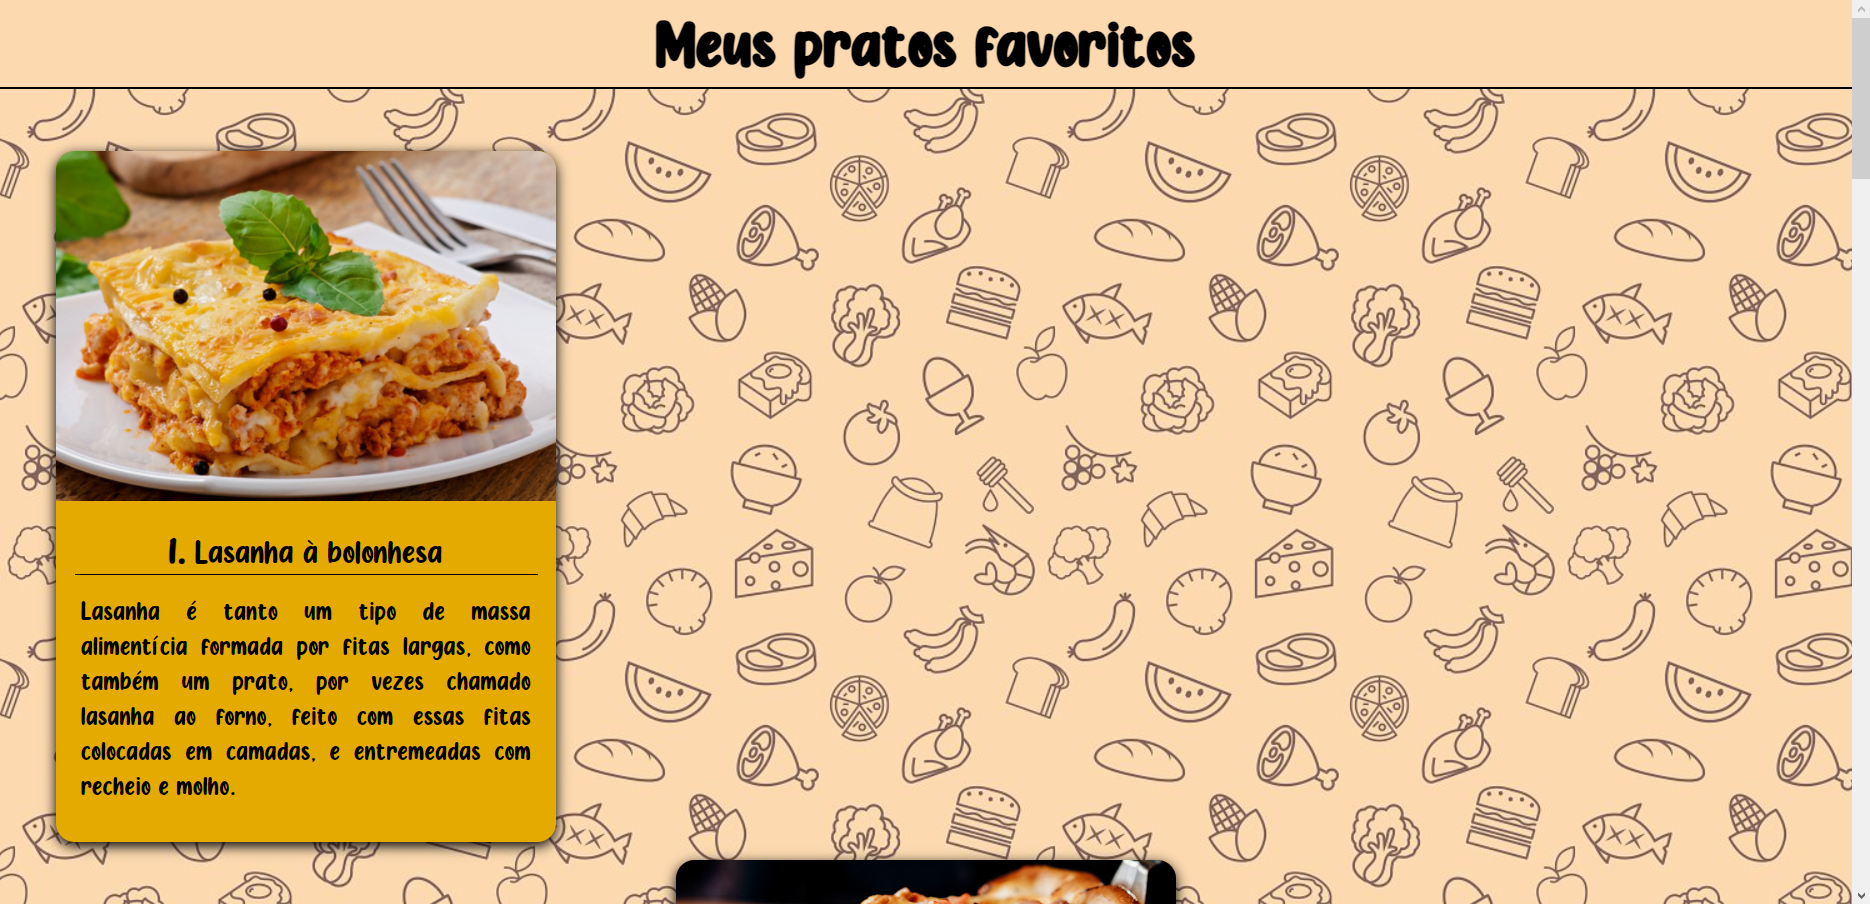 Meus pratos favoritos
1. Lasanha à bolonhesa
Lasanha é tanto um tipo de massa
alimentícia formada por fitas largas, como
também um prato, por vezes chamado
lasanha ao forno, feito com essas fitas
colocadas em camadas, e entremeadas com
recheio e molho.